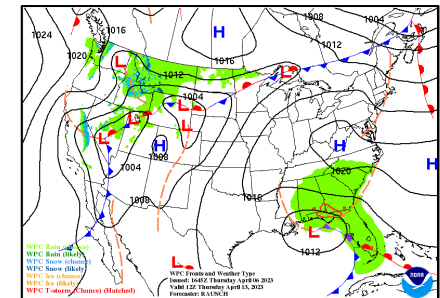 1008
1004
1024
1016
H
1012
1020
H
1016
L
1012
L
1004
L
L
L
L
H
1008
H
1020
H
1004
1008
1016
L
1012
L
WPC Rain (chance)
WPC Rain (likely)
WPC Snow (chance)
WPC Snow (likely)
WPC Ice (chance)
WPC Ice (likely)
WPC T-storm (Chance) (Hatched)
WPC Fronts and Weather Type
Issued: 1645Z Thursday April 06 2023
Valid 12Z Thursday April 13, 2023
Forecaster: RAUSCH
NOAA